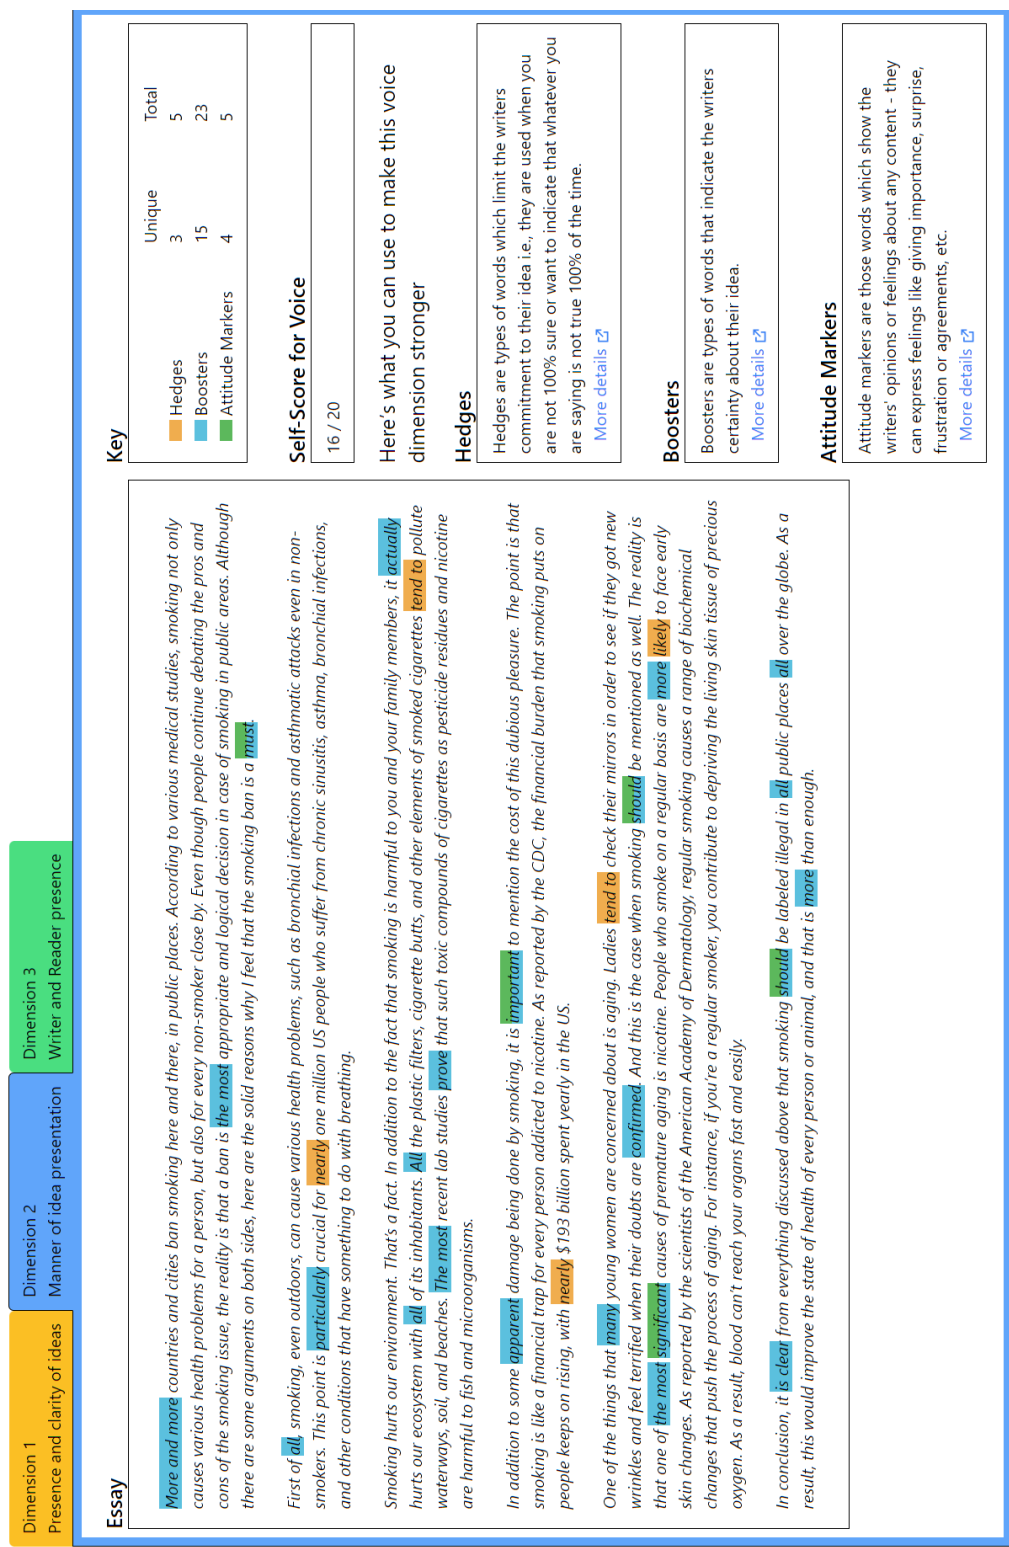 Dimension 1
Presence and clarity of ideas
Dimension 2
Manner of idea presentation
Dimension 3
Writer and Reader presence
Essay
More and more countries and cities ban smoking here and there, in public places. According to various medical studies, smoking not only
causes various health problems for a person, but also for every non-smoker close by. Even though people continue debating the pros and
cons of the smoking issue, the reality is that a ban is the most appropriate and logical decision in case of smoking in public areas. Although
there are some arguments on both sides, here are the solid reasons why I feel that the smoking ban is a must.
First of all, smoking, even outdoors, can cause various health problems, such as bronchial infections and asthmatic attacks even in non-
smokers. This point is particularly crucial for nearly one million US people who suffer from chronic sinusitis, asthma, bronchial infections,
and other conditions that have something to do with breathing.
Smoking hurts our environment. That's a fact. In addition to the fact that smoking is harmful to you and your family members, it actually
hurts our ecosystem with all of its inhabitants. All the plastic filters, cigarette butts, and other elements of smoked cigarettes tend to pollute
waterways, soil, and beaches. The most recent lab studies prove that such toxic compounds of cigarettes as pesticide residues and nicotine
are harmful to fish and microorganisms.
In addition to some apparent damage being done by smoking, it is important to mention the cost of this dubious pleasure. The point is that
smoking is like a financial trap for every person addicted to nicotine. As reported by the CDC, the financial burden that smoking puts on
people keeps on rising, with nearly $193 billion spent yearly in the US.
One of the things that many young women are concerned about is aging. Ladies tend to check their mirrors in order to see if they got new
wrinkles and feel terrified when their doubts are confirmed. And this is the case when smoking should be mentioned as well. The reality is
that one of the most significant causes of premature aging is nicotine. People who smoke on a regular basis are more likely to face early
skin changes. As reported by the scientists of the American Academy of Dermatology, regular smoking causes a range of biochemical
changes that push the process of aging. For instance, if you're a regular smoker, you contribute to depriving the living skin tissue of precious
oxygen. As a result, blood can't reach your organs fast and easily.
In conclusion, it is clear from everything discussed above that smoking should be labeled illegal in all public places all over the globe. As a
result, this would improve the state of health of every person or animal, and that is more than enough.
Key
Unique Total
Hedges 3 5
Boosters 15 23
Attitude Markers 4 5
Self-Score for Voice
16 / 20
Here's what you can use to make this voice
dimension stronger
Hedges
Hedges are types of words which limit the writers
commitment to their idea i.e., they are used when you
are not 100% sure or want to indicate that whatever you
are saying is not true 100% of the time.
More details
Boosters
Boosters are types of words that indicate the writers
certainty about their idea.
More details
Attitude Markers
Attitude markers are those words which show the
writers' opinions or feelings about any content - they
can express feelings like giving importance, surprise,
frustration or agreements, etc.
More details